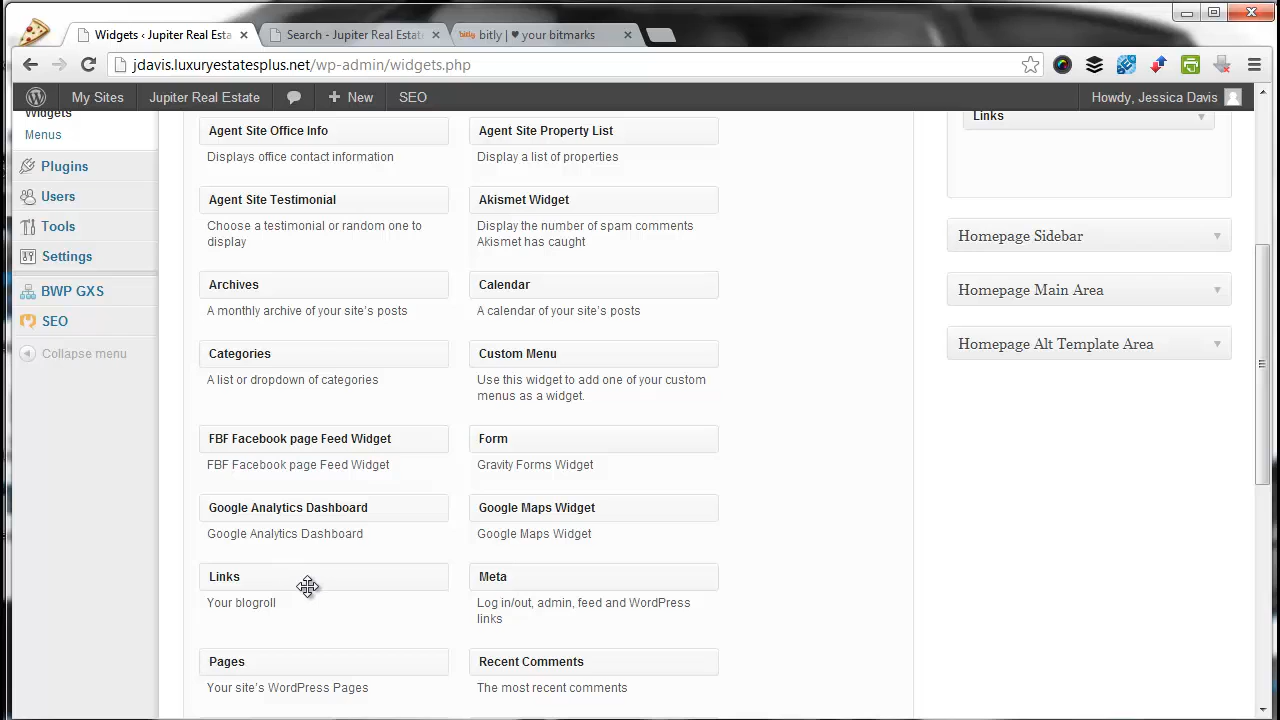 Widgets ‹ Jupiter Real Esta
Search - Jupiter Real Estate
bitly bitly | ♥ your bitmarks
jdavis.luxuryestatesplus.net/wp-admin/widgets.php
My Sites
Jupiter Real Estate
+ New
SEO
Howdy, Jessica Davis
Widgets
Menus
Plugins
Users
Tools
Settings
BWP GXS
SEO
Collapse menu
Agent Site Office Info
Displays office contact information
Agent Site Property List
Display a list of properties
Agent Site Testimonial
Choose a testimonial or random one to
display
Akismet Widget
Display the number of spam comments
Akismet has caught
Archives
A monthly archive of your site's posts
Calendar
A calendar of your site's posts
Categories
A list or dropdown of categories
Custom Menu
Use this widget to add one of your custom
menus as a widget.
FBF Facebook page Feed Widget
FBF Facebook page Feed Widget
Form
Gravity Forms Widget
Google Analytics Dashboard
Google Analytics Dashboard
Google Maps Widget
Google Maps Widget
Links
Your blogroll
Meta
Log in/out, admin, feed and WordPress
links
Pages
Your site's WordPress Pages
Recent Comments
The most recent comments
Links
Homepage Sidebar
Homepage Main Area
Homepage Alt Template Area